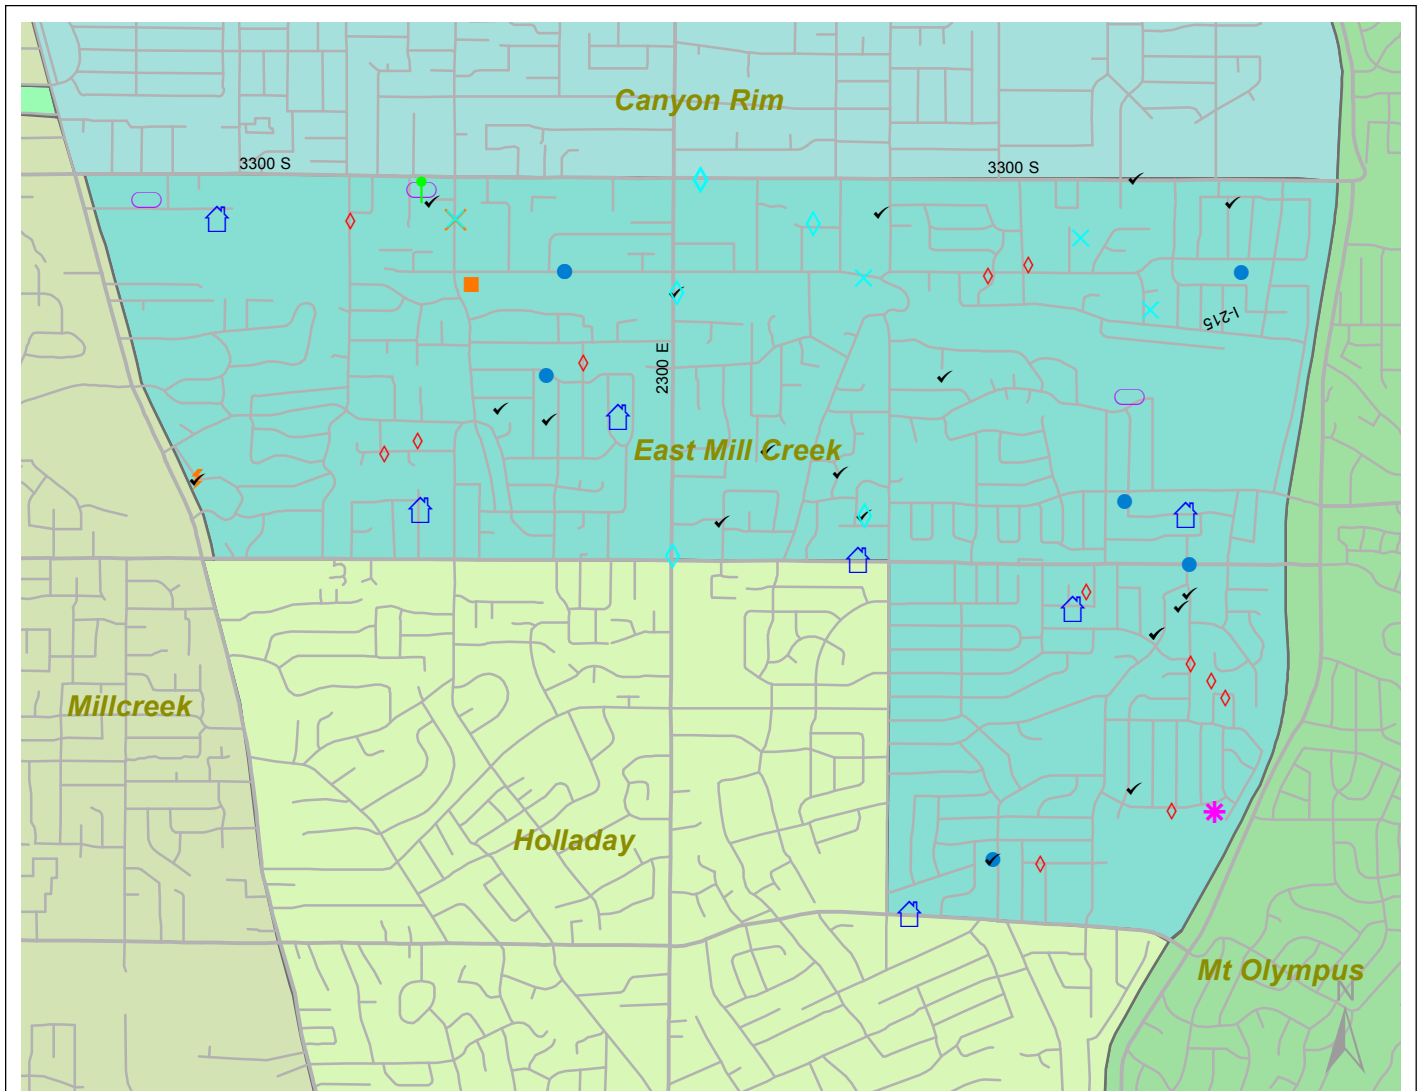 Canyon Rim
3300 S
3300 S
I-215
2300 E
East Mill Creek
Millcreek
Holladay
Mt Olympus
N